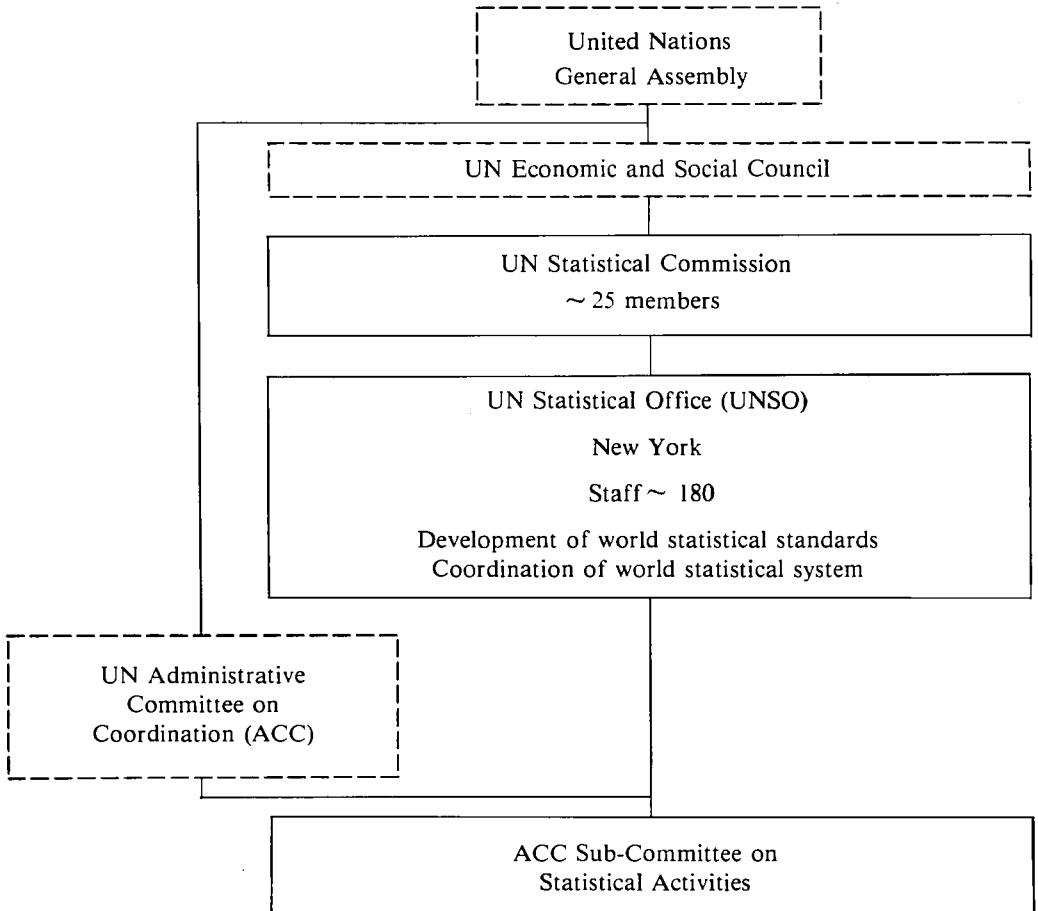 United Nations
General Assembly
UN Economic and Social Council
UN Statistical Commission
~ 25 members
UN Statistical Office (UNSO)
New York
Staff ~ 180
Development of world statistical standards
Coordination of world statistical system
UN Administrative
Committee on
Coordination (ACC)
ACC Sub-Committee on
Statistical Activities